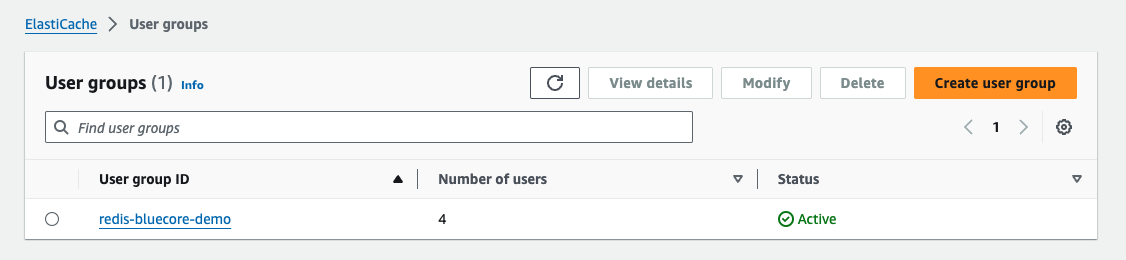 ElastiCache > User groups
User groups (1) Info
View details
Modify
Delete
Create user group
Find user groups
1
User group ID
Number of users
Status
redis-bluecore-demo
4
Active